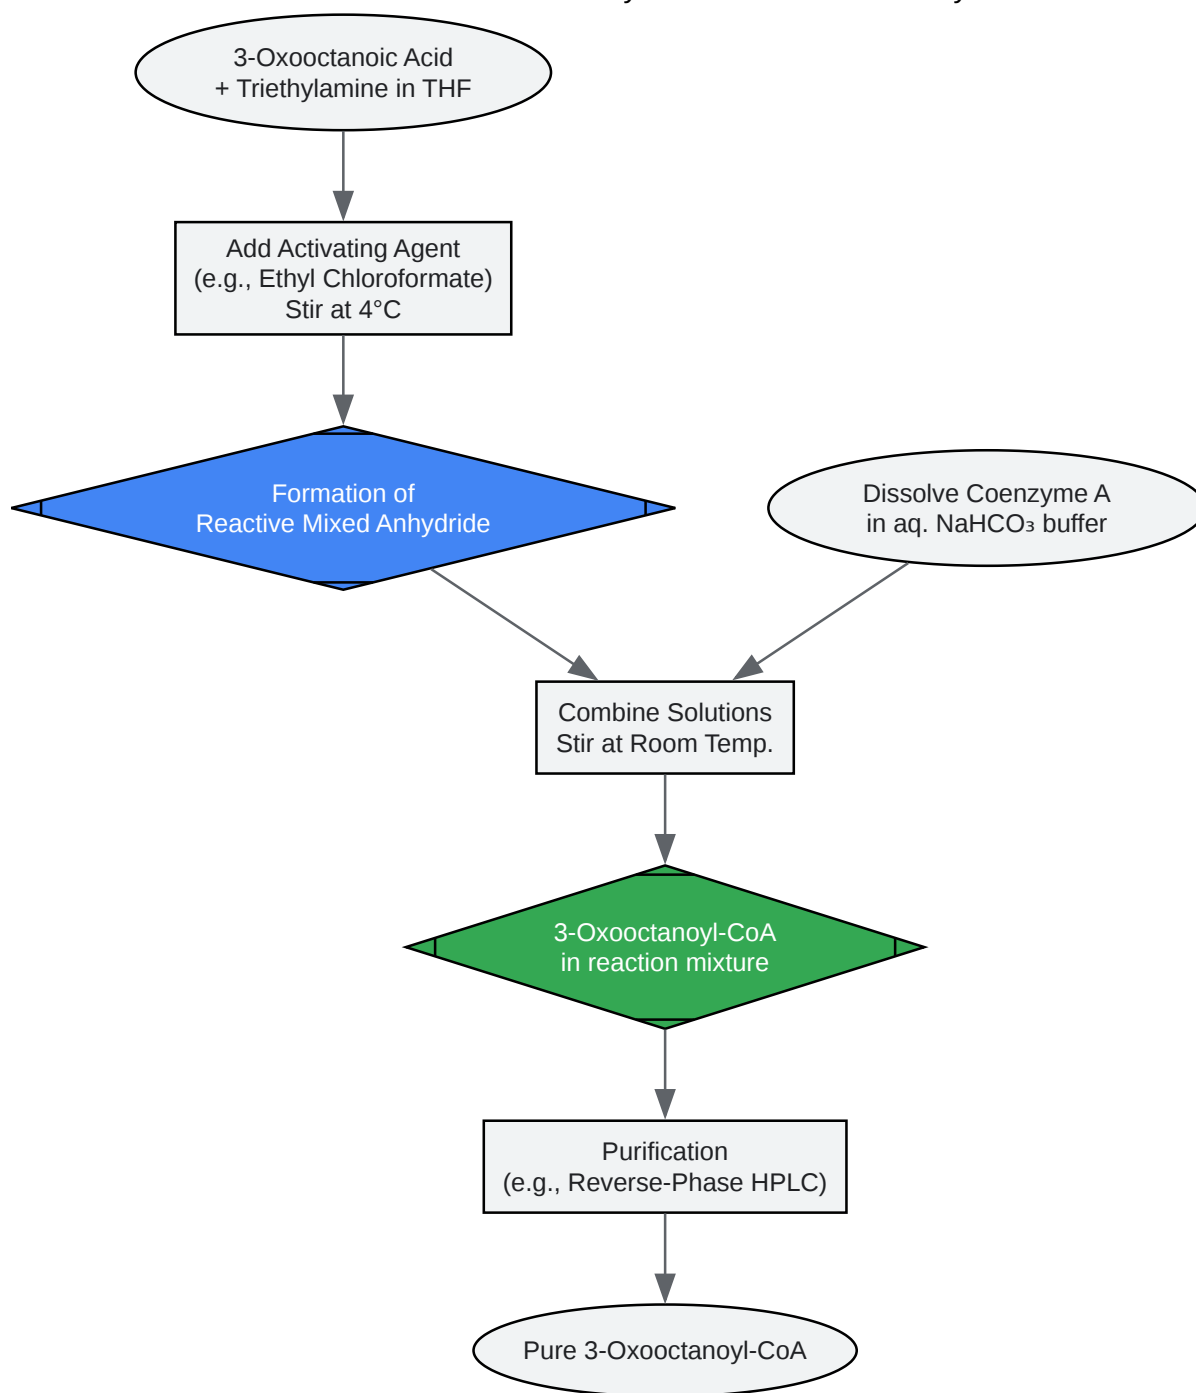 3-Oxooctanoic Acid
+ Triethylamine in THF
Add Activating Agent
(e.g., Ethyl Chloroformate)
Stir at 4°C
Formation of
Reactive Mixed Anhydride
Dissolve Coenzyme A
in aq. NaHCO₃ buffer
Combine Solutions
Stir at Room Temp.
3-Oxooctanoyl-CoA
in reaction mixture
Purification
(e.g., Reverse-Phase HPLC)
Pure 3-Oxooctanoyl-CoA